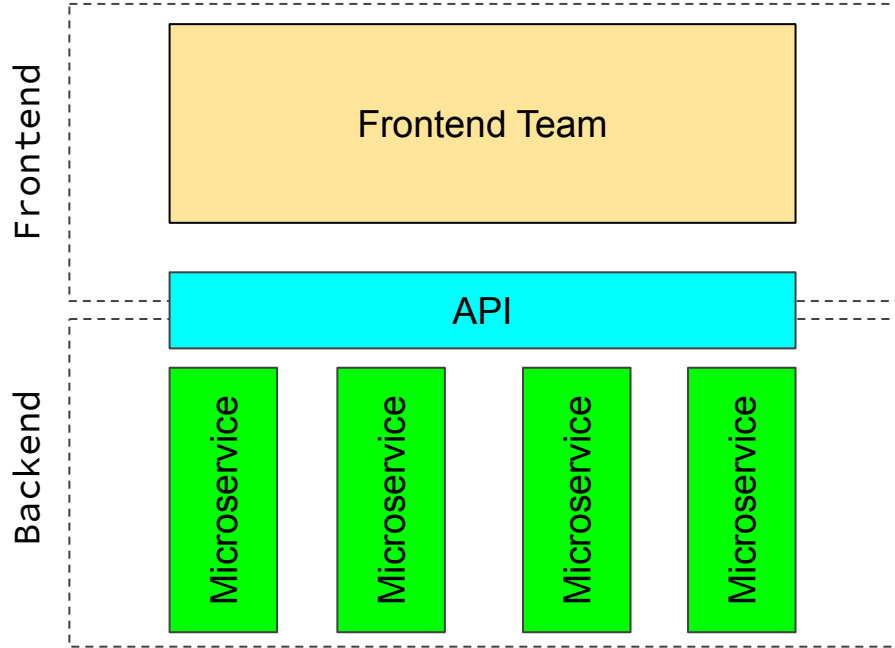 Frontend
Frontend Team
API
Backend
Microservice
Microservice
Microservice
Microservice